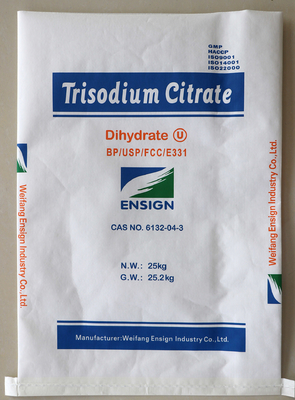 GMP
HACCP
ISO9001
ISO14001
ISO22000
Trisodium Citrate
Dihydrate U
BP/USP/FCC/E331
ENSIGN
CAS NO. 6132-04-3
N.W.: 25kg
G.W.: 25.2kg
Manufacturer:Weifang Ensign Industry Co.,Ltd.
Weifang Ensign Industry Co.,Ltd.
Weifang Ensign Industry Co.,Ltd.